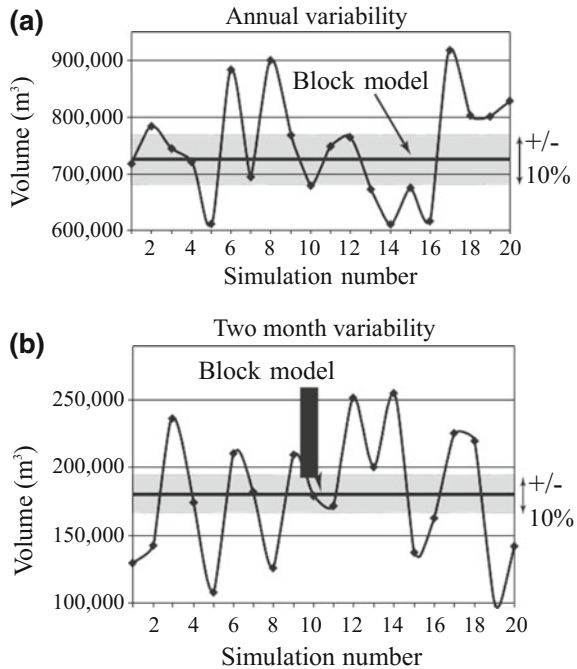 (a)
Annual variability
Volume (m³)
900,000
800,000
700,000
600,000
Block model
+/-
10%
2 4 6 8 10 12 14 16 18 20
Simulation number
(b)
Two month variability
Volume (m³)
250,000
200,000
150,000
100,000
Block model
+/-
10%
2 4 6 8 10 12 14 16 18 20
Simulation number